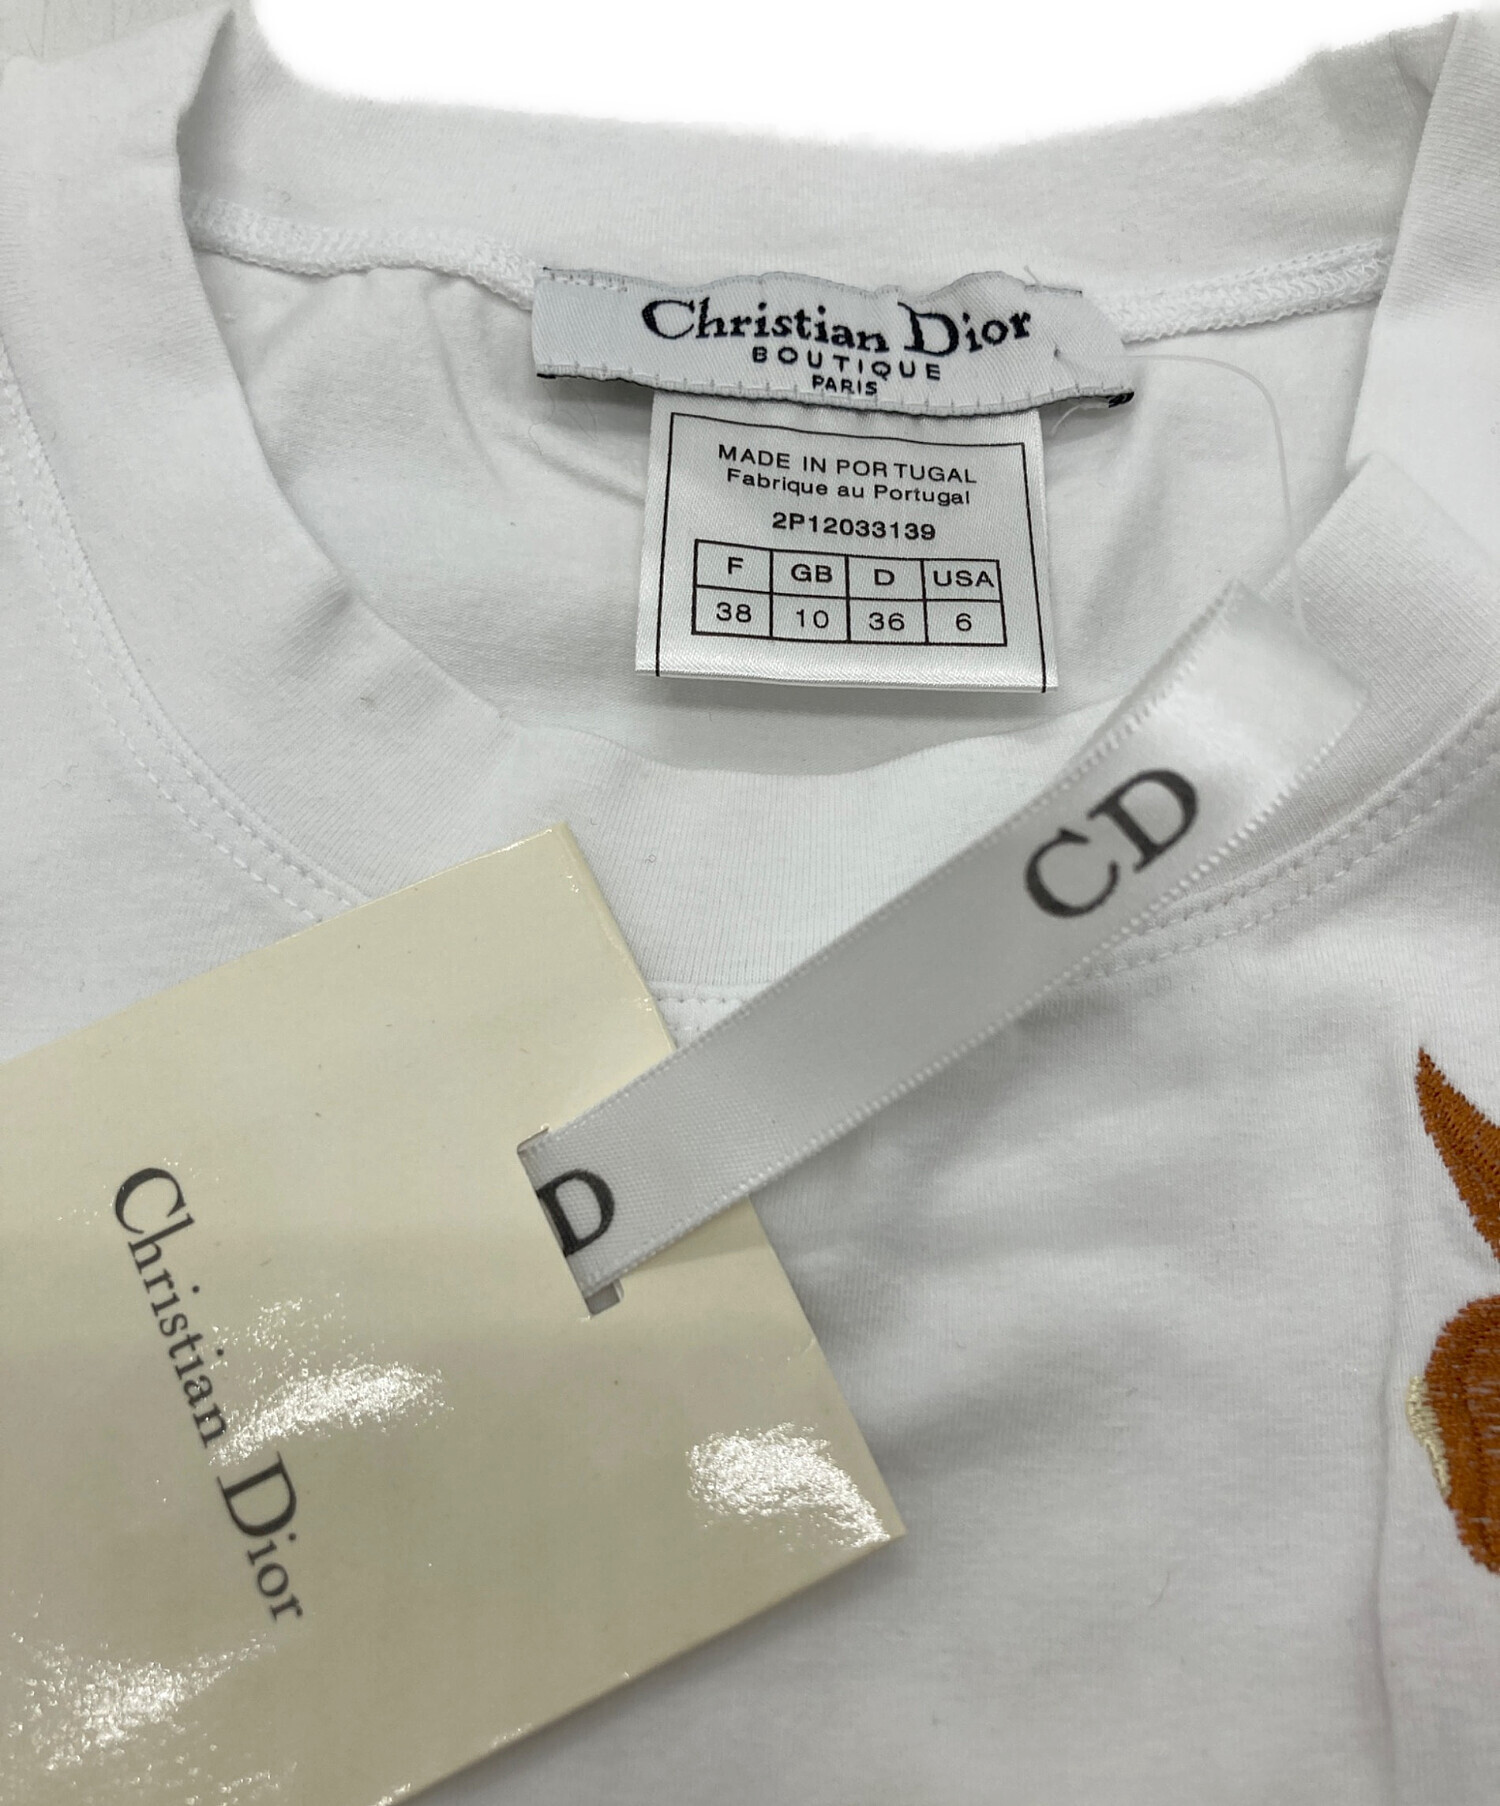 Christian Dior
BOUTIQUE
PARIS
MADE IN PORTUGAL
Fabrique au Portugal
2P12033139
F GB D USA
38 10 36 6
CD
D
Christian Dior